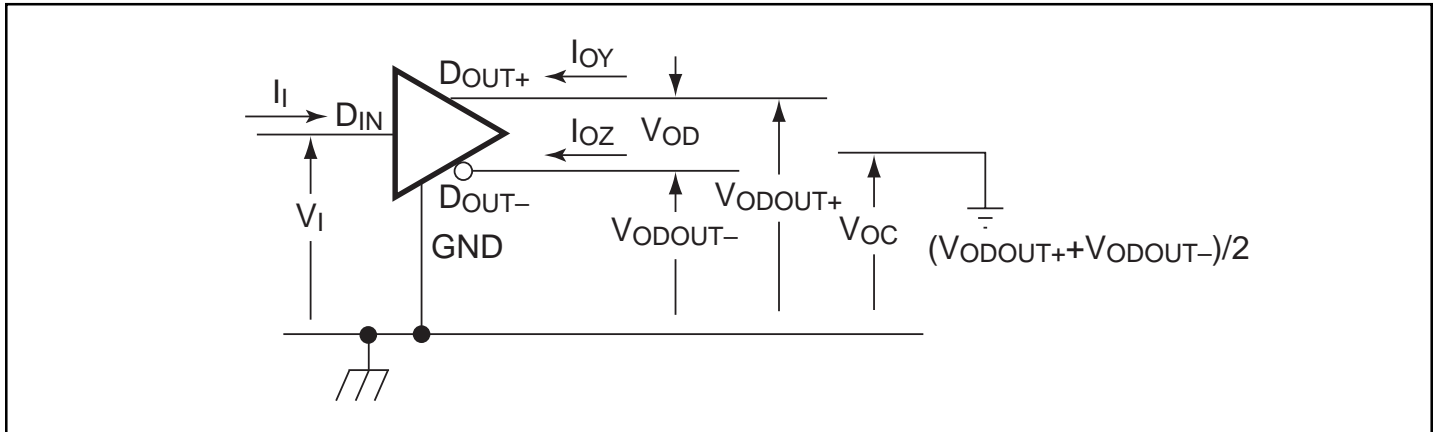 IOY
DOUT+
II
DIN
IOZ
VOD
DOUT–
VODOUT+
VI
VODOUT–
VOC
GND
(VODOUT++VODOUT–)/2